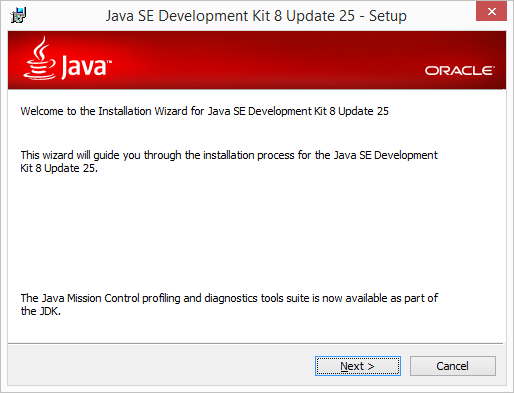 Java SE Development Kit 8 Update 25 - Setup
Java™
ORACLE®
Welcome to the Installation Wizard for Java SE Development Kit 8 Update 25
This wizard will guide you through the installation process for the Java SE Development
Kit 8 Update 25.
The Java Mission Control profiling and diagnostics tools suite is now available as part of
the JDK.
Next >
Cancel